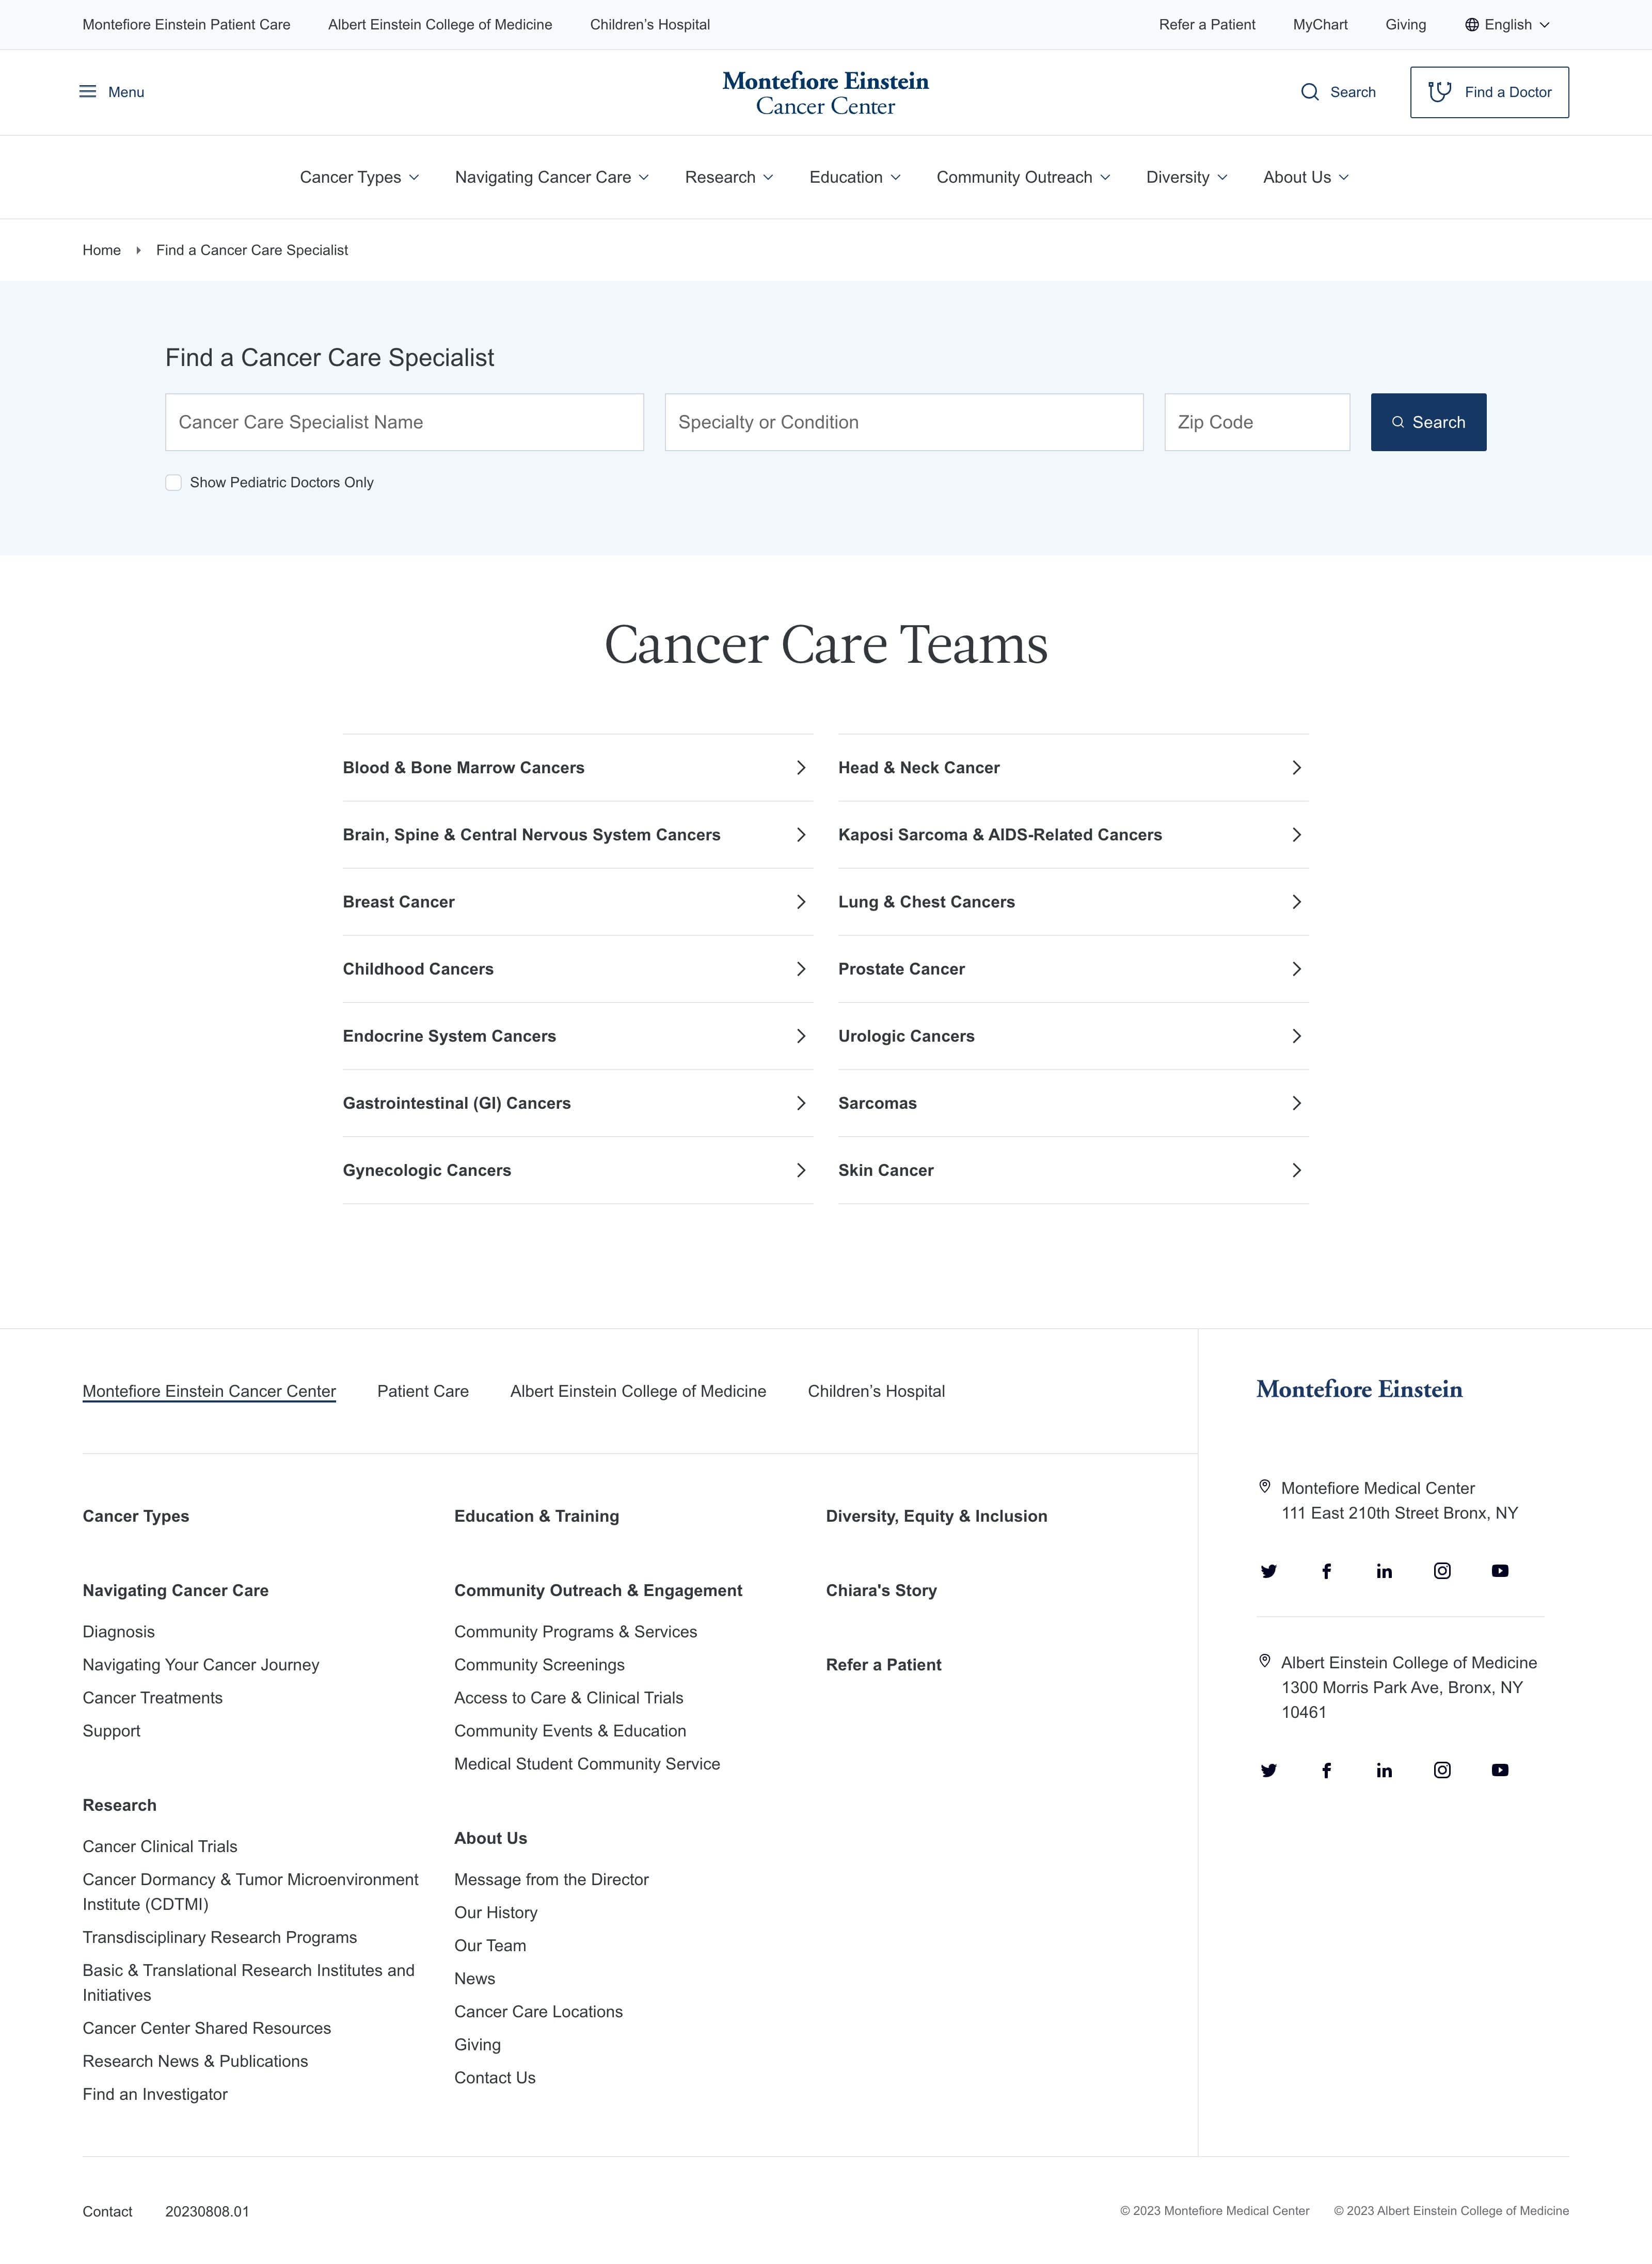 Montefiore Einstein Patient Care Albert Einstein College of Medicine Children’s Hospital Refer a Patient MyChart Giving English
Menu
Montefiore Einstein
Cancer Center
Search Find a Doctor
Cancer Types Navigating Cancer Care Research Education Community Outreach Diversity About Us
Home Find a Cancer Care Specialist
Find a Cancer Care Specialist
Cancer Care Specialist Name Specialty or Condition Zip Code Search
Show Pediatric Doctors Only
Cancer Care Teams
Blood & Bone Marrow Cancers
Brain, Spine & Central Nervous System Cancers
Breast Cancer
Childhood Cancers
Endocrine System Cancers
Gastrointestinal (GI) Cancers
Gynecologic Cancers
Head & Neck Cancer
Kaposi Sarcoma & AIDS-Related Cancers
Lung & Chest Cancers
Prostate Cancer
Urologic Cancers
Sarcomas
Skin Cancer
Montefiore Einstein Cancer Center Patient Care Albert Einstein College of Medicine Children’s Hospital
Cancer Types
Navigating Cancer Care
Diagnosis
Navigating Your Cancer Journey
Cancer Treatments
Support
Research
Cancer Clinical Trials
Cancer Dormancy & Tumor Microenvironment
Institute (CDTMI)
Transdisciplinary Research Programs
Basic & Translational Research Institutes and
Initiatives
Cancer Center Shared Resources
Research News & Publications
Find an Investigator
Education & Training
Community Outreach & Engagement
Community Programs & Services
Community Screenings
Access to Care & Clinical Trials
Community Events & Education
Medical Student Community Service
About Us
Message from the Director
Our History
Our Team
News
Cancer Care Locations
Giving
Contact Us
Diversity, Equity & Inclusion
Chiara's Story
Refer a Patient
Montefiore Einstein
Montefiore Medical Center
111 East 210th Street Bronx, NY
Albert Einstein College of Medicine
1300 Morris Park Ave, Bronx, NY
10461
Contact 20230808.01 © 2023 Montefiore Medical Center © 2023 Albert Einstein College of Medicine